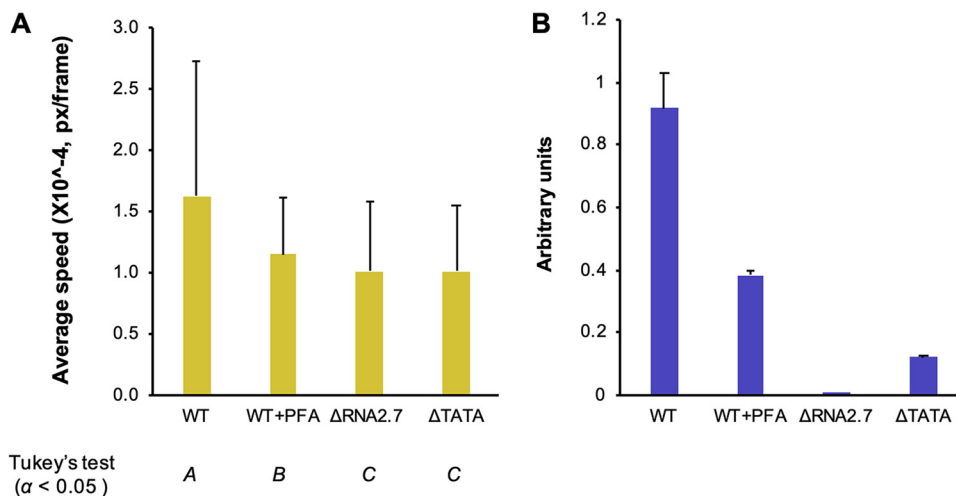 A
Average speed (X10^-4, px/frame)
3.0
2.5
2.0
1.5
1.0
0.5
0.0
WT
WT+PFA
ΔRNA2.7
ΔTATA
Tukey's test
(α < 0.05 )
A
B
C
C
B
Arbitrary units
1.2
1
0.8
0.6
0.4
0.2
0
WT
WT+PFA
ΔRNA2.7
ΔTATA